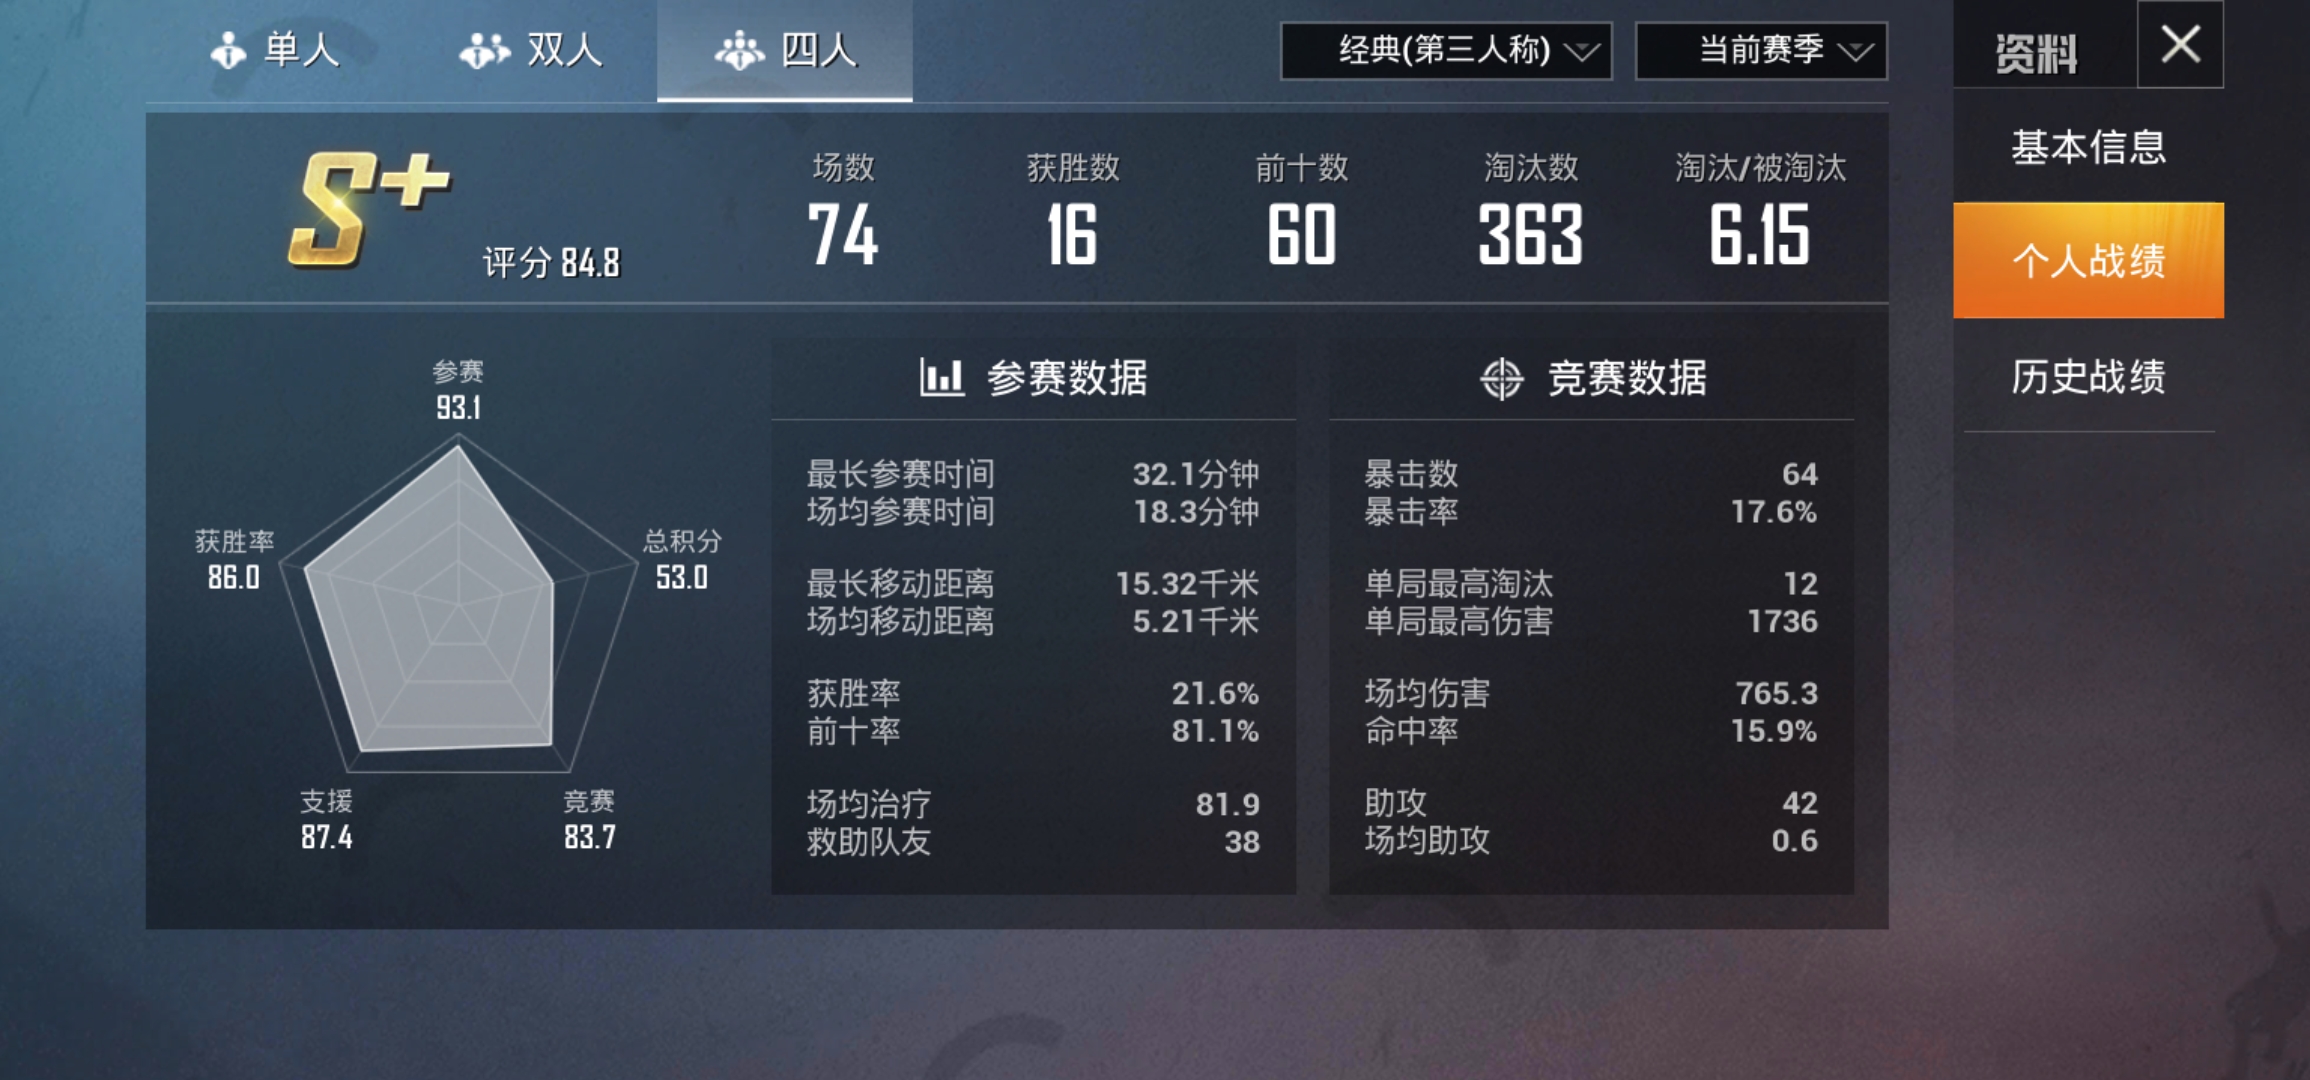 单人 双人 四人 经典(第三人称) 当前赛季 资料
基本信息
个人战绩
历史战绩
S+
评分 84.8
场数 获胜数 前十数 淘汰数 淘汰/被淘汰
74 16 60 363 6.15
参赛
93.1
获胜率
86.0
总积分
53.0
支援
87.4
竞赛
83.7
参赛数据
最长参赛时间 32.1分钟
场均参赛时间 18.3分钟
最长移动距离 15.32千米
场均移动距离 5.21千米
获胜率 21.6%
前十率 81.1%
场均治疗 81.9
救助队友 38
竞赛数据
暴击数 64
暴击率 17.6%
单局最高淘汰 12
单局最高伤害 1736
场均伤害 765.3
命中率 15.9%
助攻 42
场均助攻 0.6